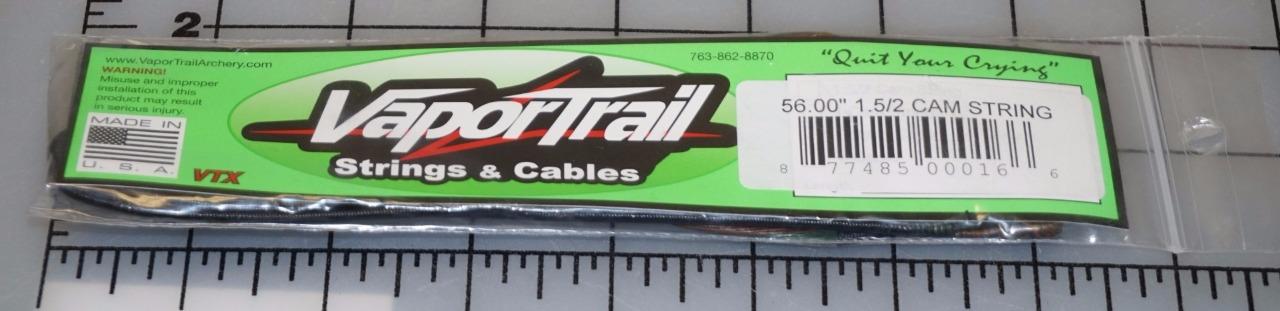 2
www.VaporTrailArchery.com
WARNING!
Misuse and improper
installation of this
product may result
in serious injury.
MADE IN
U. S. A.
VTX
VaporTrail
Strings & Cables
763-862-8870
"Quit Your Crying"
56.00" 1.5/2 CAM STRING
8 77485 00016 6